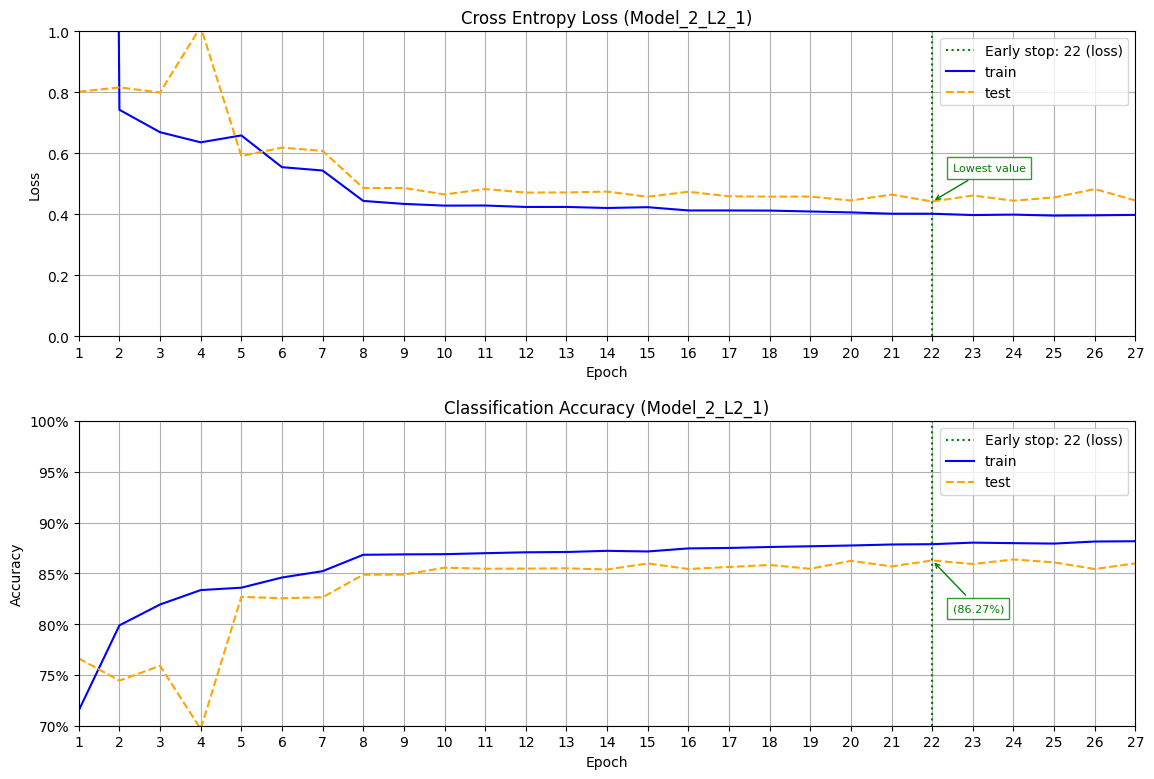 Cross Entropy Loss (Model_2_L2_1)
1.0
0.8
0.6
0.4
0.2
0.0
Loss
Early stop: 22 (loss)
train
test
Lowest value
1 2 3 4 5 6 7 8 9 10 11 12 13 14 15 16 17 18 19 20 21 22 23 24 25 26 27
Epoch
Classification Accuracy (Model_2_L2_1)
100%
95%
90%
85%
80%
75%
70%
Accuracy
Early stop: 22 (loss)
train
test
(86.27%)
1 2 3 4 5 6 7 8 9 10 11 12 13 14 15 16 17 18 19 20 21 22 23 24 25 26 27
Epoch